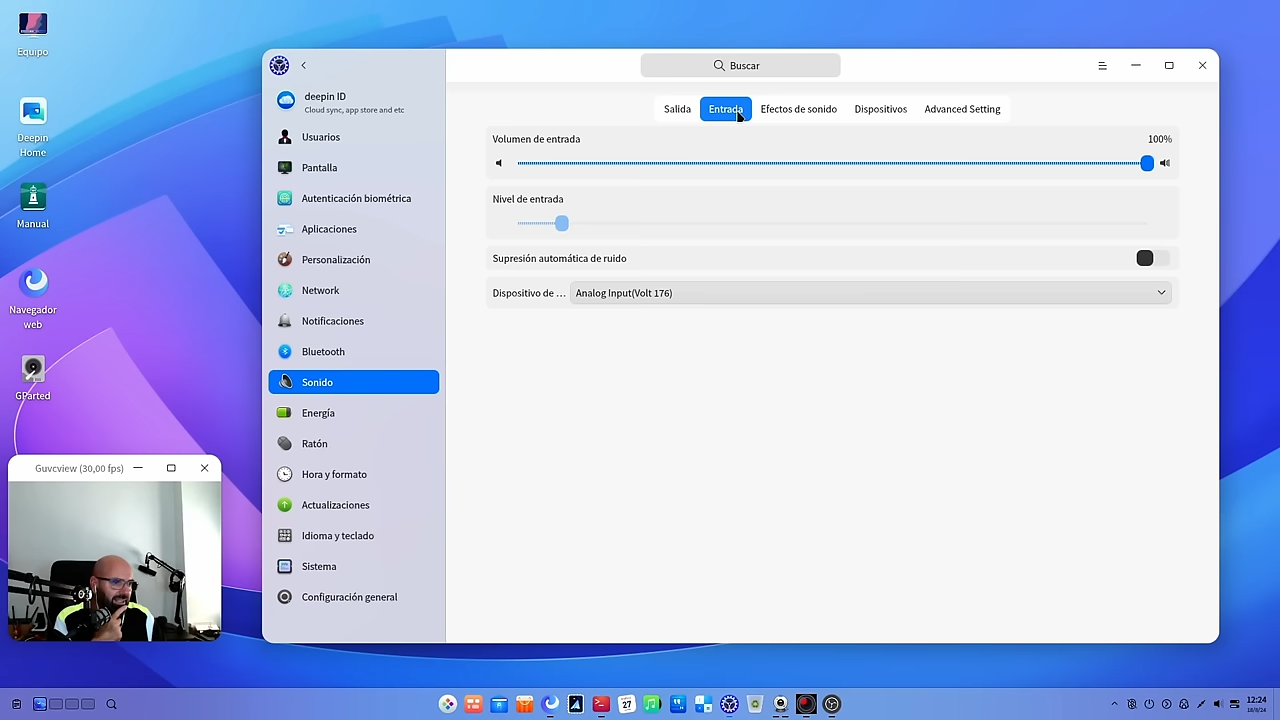 Equipo
Deepin
Home
Manual
Navegador
web
GParted
Buscar
deepin ID
Cloud sync, app store and etc
Usuarios
Pantalla
Autenticación biométrica
Aplicaciones
Personalización
Network
Notificaciones
Bluetooth
Sonido
Energía
Ratón
Hora y formato
Actualizaciones
Idioma y teclado
Sistema
Configuración general
Salida
Entrada
Efectos de sonido
Dispositivos
Advanced Setting
Volumen de entrada
100%
Nivel de entrada
Supresión automática de ruido
Dispositivo de ...
Analog Input(Volt 176)
Guvcview (30,00 fps)
27
12:24
18/8/24